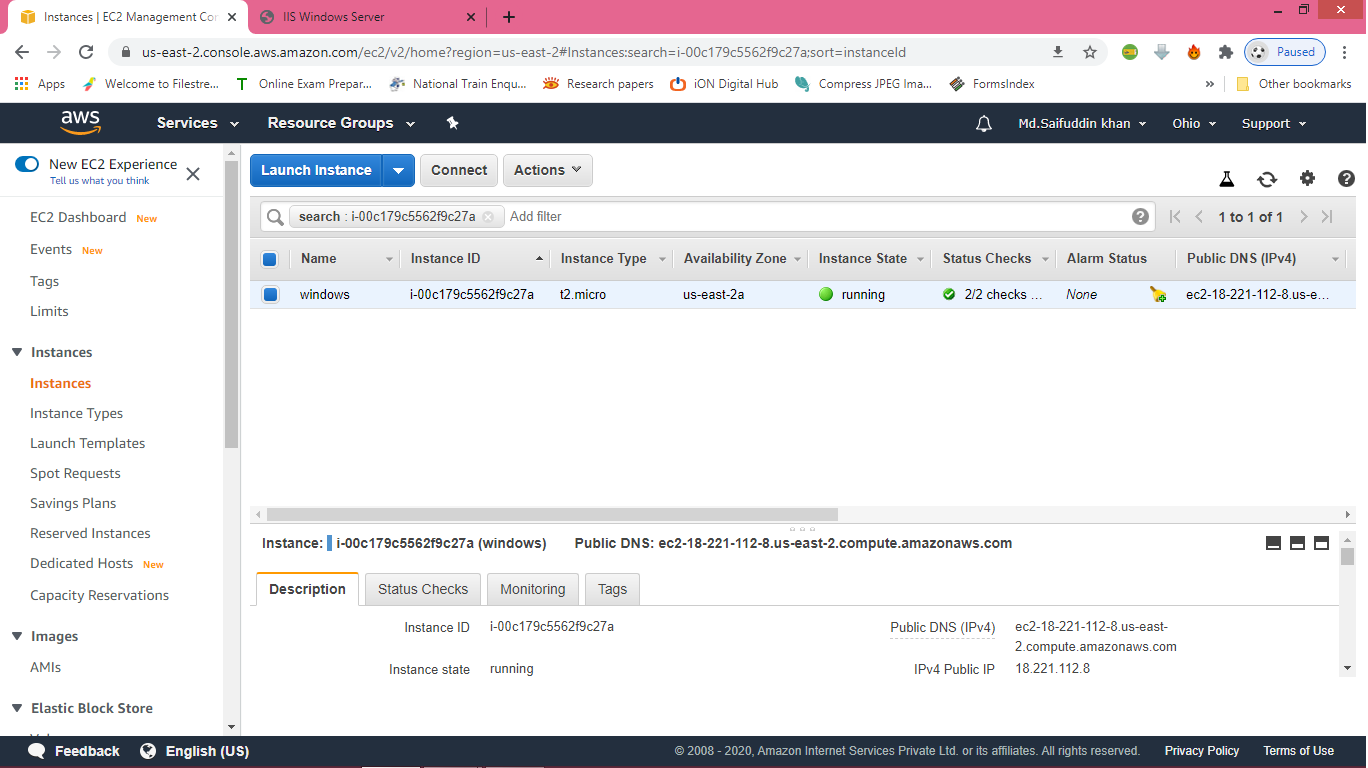 Instances | EC2 Management Cor
IIS Windows Server
us-east-2.console.aws.amazon.com/ec2/v2/home?region=us-east-2#Instances:search=i-00c179c5562f9c27a;sort=instanceId
Paused
Apps
Welcome to Filestre...
Online Exam Prepar...
National Train Enqu...
Research papers
iON Digital Hub
Compress JPEG Ima...
FormsIndex
»
Other bookmarks
aws
Services
Resource Groups
Md.Saifuddin khan
Ohio
Support
New EC2 Experience
Tell us what you think
Launch Instance
Connect
Actions
search : i-00c179c5562f9c27a
Add filter
1 to 1 of 1
EC2 Dashboard New
Events New
Tags
Limits
Instances
Instances
Instance Types
Launch Templates
Spot Requests
Savings Plans
Reserved Instances
Dedicated Hosts New
Capacity Reservations
Images
AMIs
Elastic Block Store
Name Instance ID Instance Type Availability Zone Instance State Status Checks Alarm Status Public DNS (IPv4)
windows i-00c179c5562f9c27a t2.micro us-east-2a running 2/2 checks ... None ec2-18-221-112-8.us-e...
Instance: i-00c179c5562f9c27a (windows) Public DNS: ec2-18-221-112-8.us-east-2.compute.amazonaws.com
Description
Status Checks
Monitoring
Tags
Instance ID i-00c179c5562f9c27a
Public DNS (IPv4) ec2-18-221-112-8.us-east-
2.compute.amazonaws.com
Instance state running
IPv4 Public IP 18.221.112.8
Feedback
English (US)
© 2008 - 2020, Amazon Internet Services Private Ltd. or its affiliates. All rights reserved.
Privacy Policy
Terms of Use